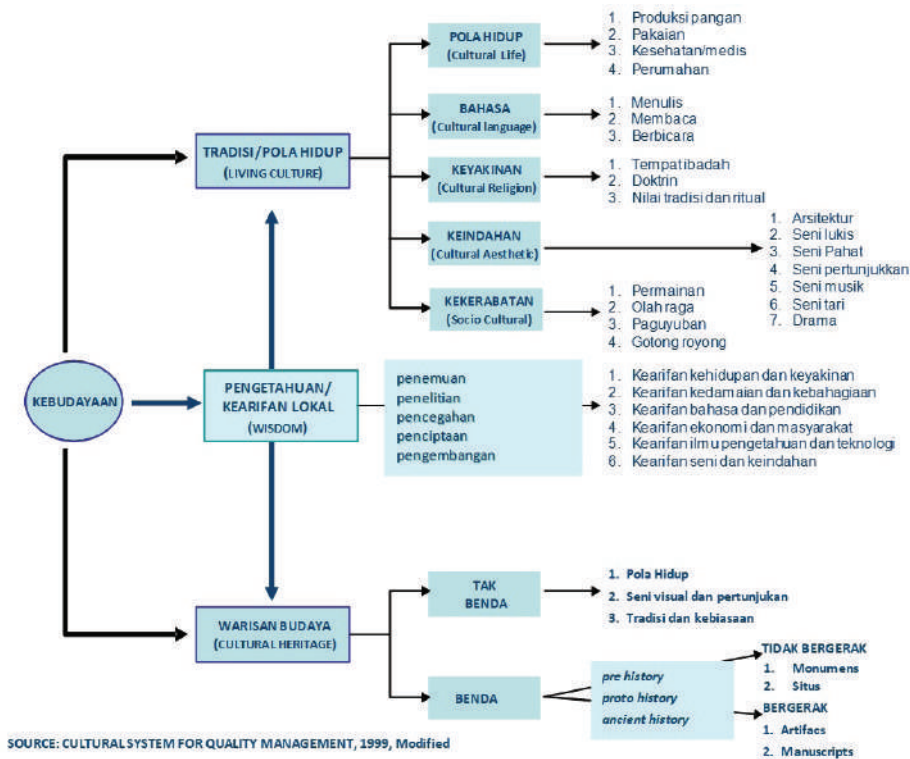 KEBUDAYAAN
TRADISI/POLA HIDUP
(LIVING CULTURE)
POLA HIDUP
(Cultural Life)
1. Produksi pangan
2. Pakaian
3. Kesehatan/medis
4. Perumahan
BAHASA
(Cultural language)
1. Menulis
2. Membaca
3. Berbicara
KEYAKINAN
(Cultural Religion)
1. Tempat ibadah
2. Doktrin
3. Nilai tradisi dan ritual
KEINDAHAN
(Cultural Aesthetic)
1. Arsitektur
2. Seni lukis
3. Seni Pahat
4. Seni pertunjukkan
5. Seni musik
6. Seni tari
7. Drama
KEKERABATAN
(Socio Cultural)
1. Permainan
2. Olah raga
3. Paguyuban
4. Gotong royong
PENGETAHUAN/
KEARIFAN LOKAL
(WISDOM)
penemuan
penelitian
pencegahan
penciptaan
pengembangan
1. Kearifan kehidupan dan keyakinan
2. Kearifan kedamaian dan kebahagiaan
3. Kearifan bahasa dan pendidikan
4. Kearifan ekonomi dan masyarakat
5. Kearifan ilmu pengetahuan dan teknologi
6. Kearifan seni dan keindahan
WARISAN BUDAYA
(CULTURAL HERITAGE)
TAK
BENDA
1. Pola Hidup
2. Seni visual dan pertunjukan
3. Tradisi dan kebiasaan
BENDA
pre history
proto history
ancient history
TIDAK BERGERAK
1. Monumens
2. Situs
BERGERAK
1. Artifacs
2. Manuscripts
SOURCE: CULTURAL SYSTEM FOR QUALITY MANAGEMENT, 1999, Modified